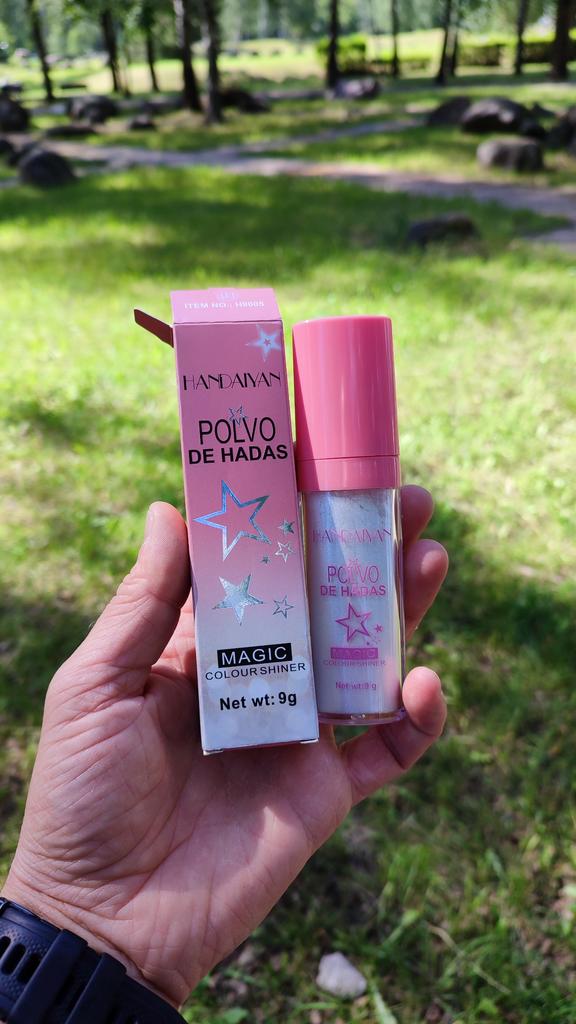 ITEM NO.: H9005
HANDAIYAN
POLVO
DE HADAS
MAGIC
COLOUR SHINER
Net wt: 9g
HANDAIYAN
POLVO
DE HADAS
MAGIC
COLOUR SHINER
Net wt: 9 g